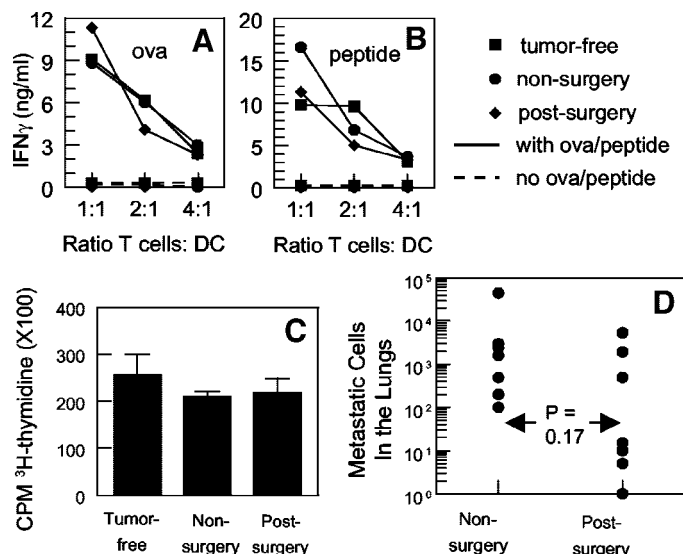 12
9
6
3
0
IFNγ (ng/ml)
A
ova
1:1 2:1 4:1
Ratio T cells: DC
20
15
10
5
0
B
peptide
1:1 2:1 4:1
Ratio T cells: DC
tumor-free
non-surgery
post-surgery
with ova/peptide
no ova/peptide
CPM ³H-thymidine (X100)
400
300
200
100
0
C
Tumor-
free
Non-
surgery
Post-
surgery
Metastatic Cells
In the Lungs
10⁵
10⁴
10³
10²
10¹
10⁰
D
P =
0.17
Non-
surgery
Post-
surgery